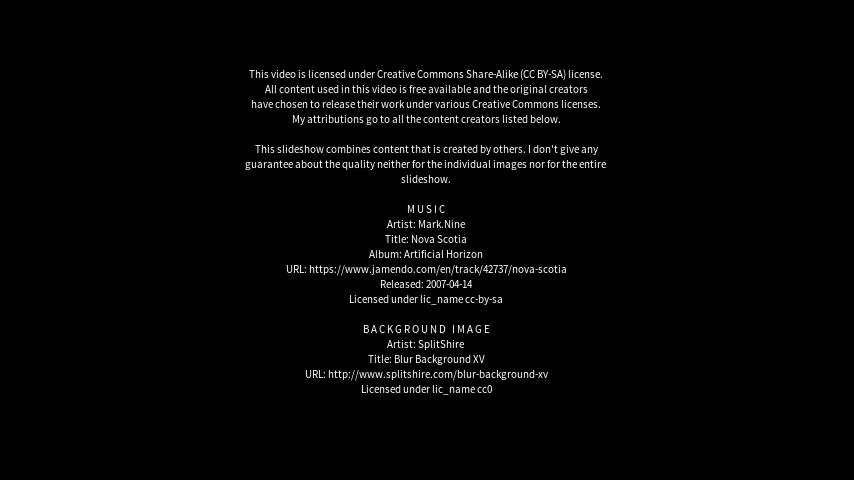 This video is licensed under Creative Commons Share-Alike (CC BY-SA) license.
All content used in this video is free available and the original creators
have chosen to release their work under various Creative Commons licenses.
My attributions go to all the content creators listed below.
This slideshow combines content that is created by others. I don't give any
guarantee about the quality neither for the individual images nor for the entire
slideshow.
MUSIC
Artist: Mark.Nine
Title: Nova Scotia
Album: Artificial Horizon
URL: https://www.jamendo.com/en/track/42737/nova-scotia
Released: 2007-04-14
Licensed under lic_name cc-by-sa
BACKGROUND IMAGE
Artist: SplitShire
Title: Blur Background XV
URL: http://www.splitshire.com/blur-background-xv
Licensed under lic_name cc0